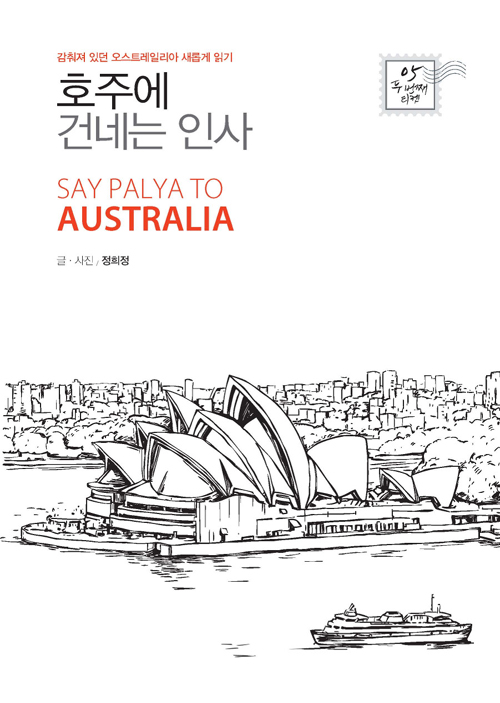 감춰져 있던 오스트레일리아 새롭게 읽기
호주에
건네는 인사
05
두번째
티켓
SAY PALYA TO
AUSTRALIA
글 · 사진 / 정희정